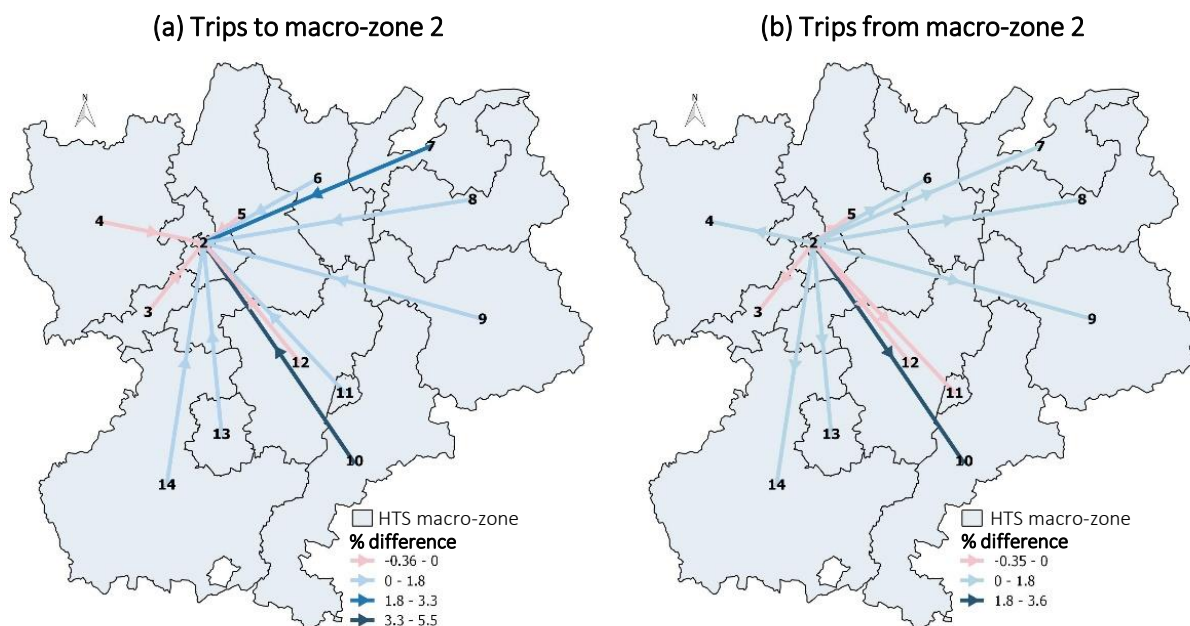 (a) Trips to macro-zone 2
N
7
6
8
4
5
2
3
9
12
11
13
10
14
HTS macro-zone
% difference
-0.36 - 0
0 - 1.8
1.8 - 3.3
3.3 - 5.5
(b) Trips from macro-zone 2
N
7
6
8
4
5
2
3
9
12
11
13
10
14
HTS macro-zone
% difference
-0.35 - 0
0 - 1.8
1.8 - 3.6